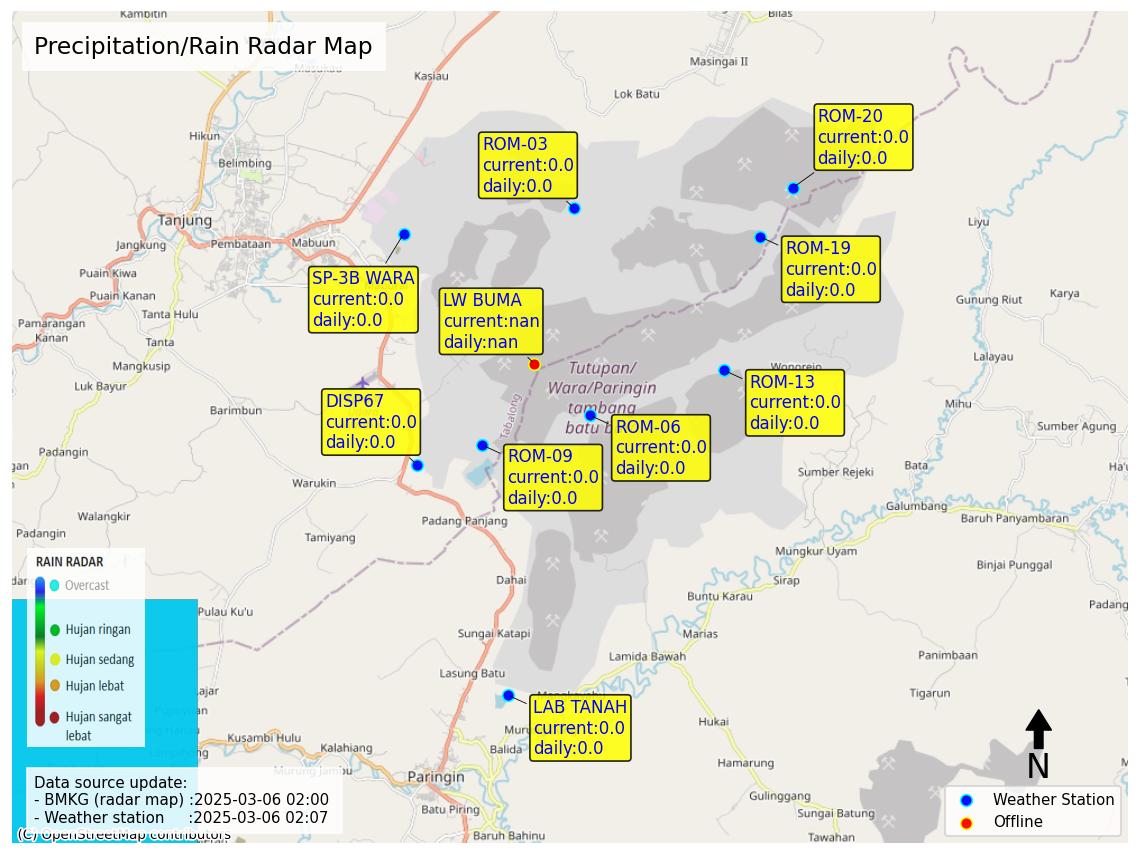 Kambitin
Bilas
Precipitation/Rain Radar Map
Masukau
Kasiau
Masingai II
Lok Batu
ROM-20
current:0.0
daily:0.0
Hikun
ROM-03
current:0.0
daily:0.0
Belimbing
Tanjung
Liyu
Jangkung
Pembataan
Mabuun
ROM-19
current:0.0
daily:0.0
Puain Kiwa
SP-3B WARA
current:0.0
daily:0.0
Puain Kanan
LW BUMA
current:nan
daily:nan
Gunung Riut
Karya
Tanta Hulu
Pamarangan
Kanan
Tanta
Lalayau
Mangkusip
Tutupan/
Wara/Paringin
tambang
batu b
Wonorejo
Luk Bayur
ROM-13
current:0.0
daily:0.0
Barimbun
DISP67
current:0.0
daily:0.0
Tabalong
Mihu
ROM-06
current:0.0
daily:0.0
Sumber Agung
Ha
Padang
gan
ROM-09
current:0.0
daily:0.0
Bata
Sumber Rejeki
Warukin
Galumbang
Walangkir
Padang Panjang
Baruh Panyambaran
Padangin
Tamiyang
Mungkur Uyam
Binjai Punggal
RAIN RADAR
Overcast
Dahai
Sirap
Buntu Karau
Padang
Pulau Ku'u
Hujan ringan
Sungai Katapi
Marias
Hujan sedang
Lamida Bawah
Panimbaan
Lasung Batu
Hujan lebat
Tigarun
LAB TANAH
current:0.0
daily:0.0
Hujan sangat
lebat
Hukai
Kusambi Hulu
Kalahiang
Balida
Hamarung
N
Murung Jambu
Paringin
Data source update:
- BMKG (radar map) :2025-03-06 02:00
- Weather station :2025-03-06 02:07
Gulinggang
Weather Station
Batu Piring
Sungai Batung
Offline
(C) OpenStreetMap contributors
Baruh Bahinu
Tawahan